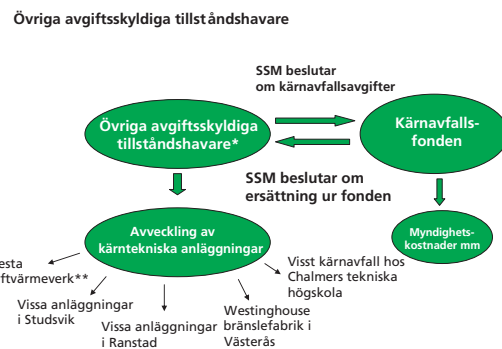 Övriga avgiftsskyldiga tillståndshavare
SSM beslutar
om kärnavfallsavgifter
Övriga avgiftsskyldiga
tillståndshavare*
Kärnavfalls-
fonden
SSM beslutar om
ersättning ur fonden
Avveckling av
kärntekniska anläggningar
Myndighets-
kostnader mm
Visst kärnavfall hos
Chalmers tekniska
högskola
Vissa anläggningar
i Studsvik
Vissa anläggningar
i Ranstad
Westinghouse
bränslefabrik i
Västerås